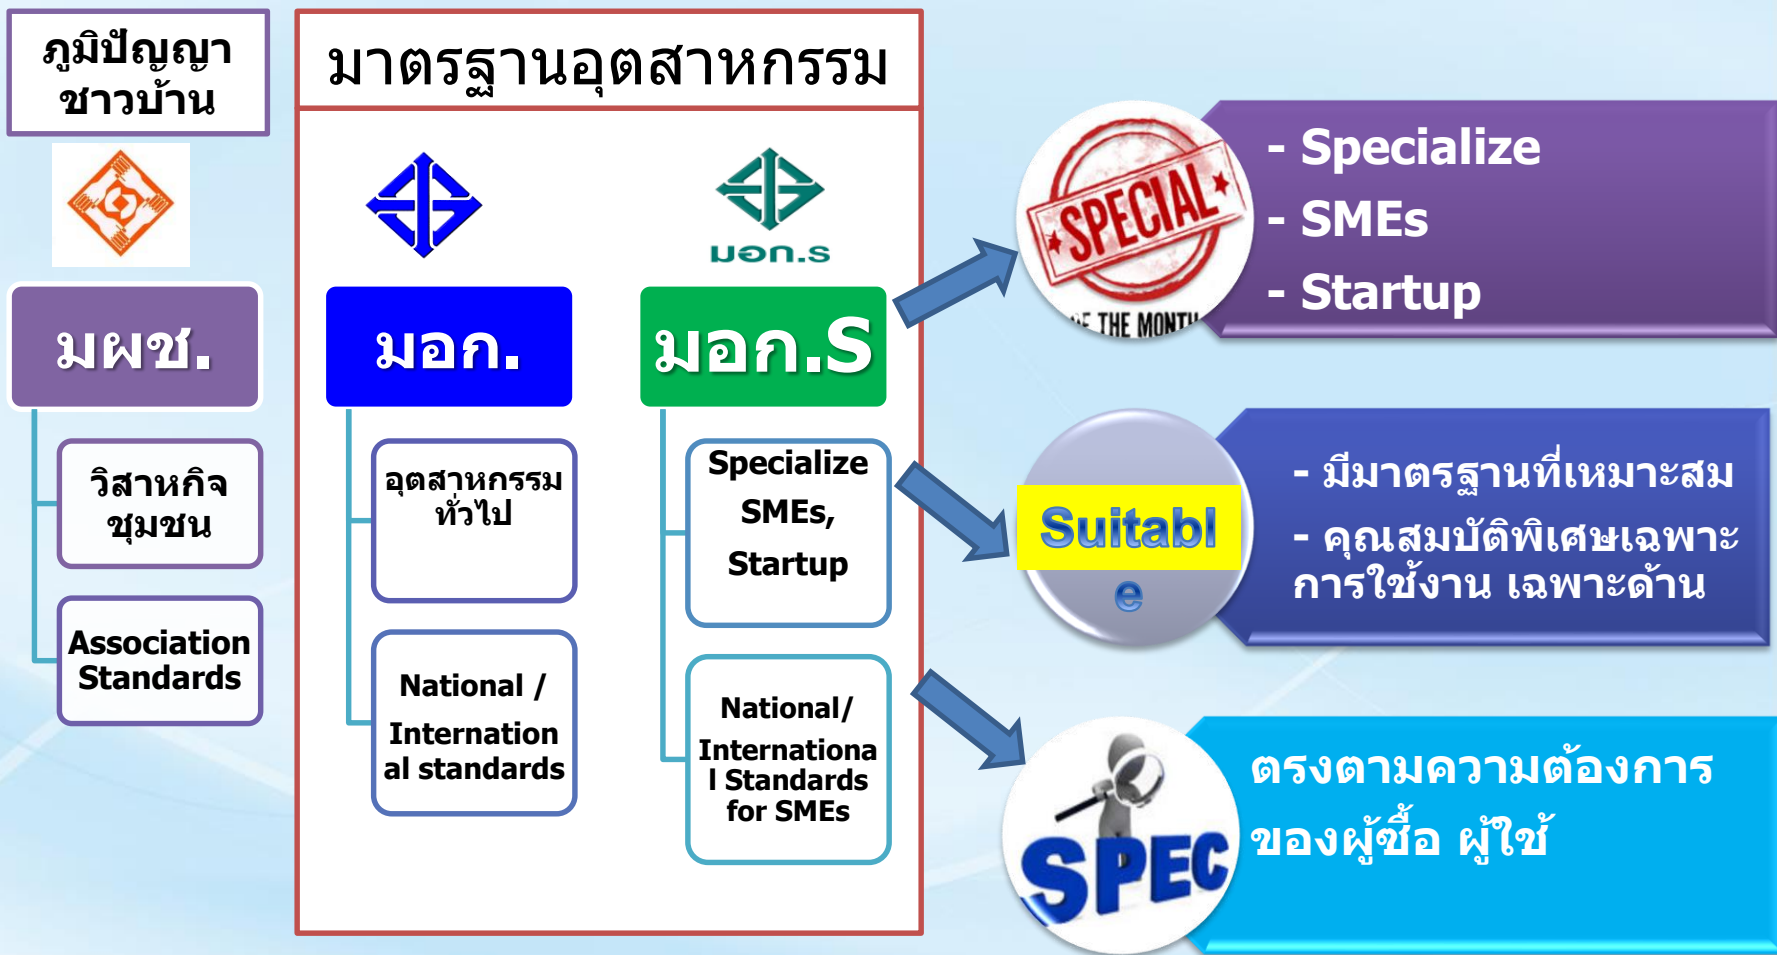 ภูมิปัญญา
ชาวบ้าน
มาตรฐานอุตสาหกรรม
มอก.s
มผช.
มอก.
มอก.S
วิสาหกิจ
ชุมชน
Association
Standards
อุตสาหกรรม
ทั่วไป
National /
Internation
al standards
Specialize
SMEs,
Startup
National/
Internationa
l Standards
for SMEs
SPECIAL
THE MONTH
- Specialize
- SMEs
- Startup
Suitabl
e
- มีมาตรฐานที่เหมาะสม
- คุณสมบัติพิเศษเฉพาะ
การใช้งาน เฉพาะด้าน
SPEC
ตรงตามความต้องการ
ของผู้ซื้อ ผู้ใช้